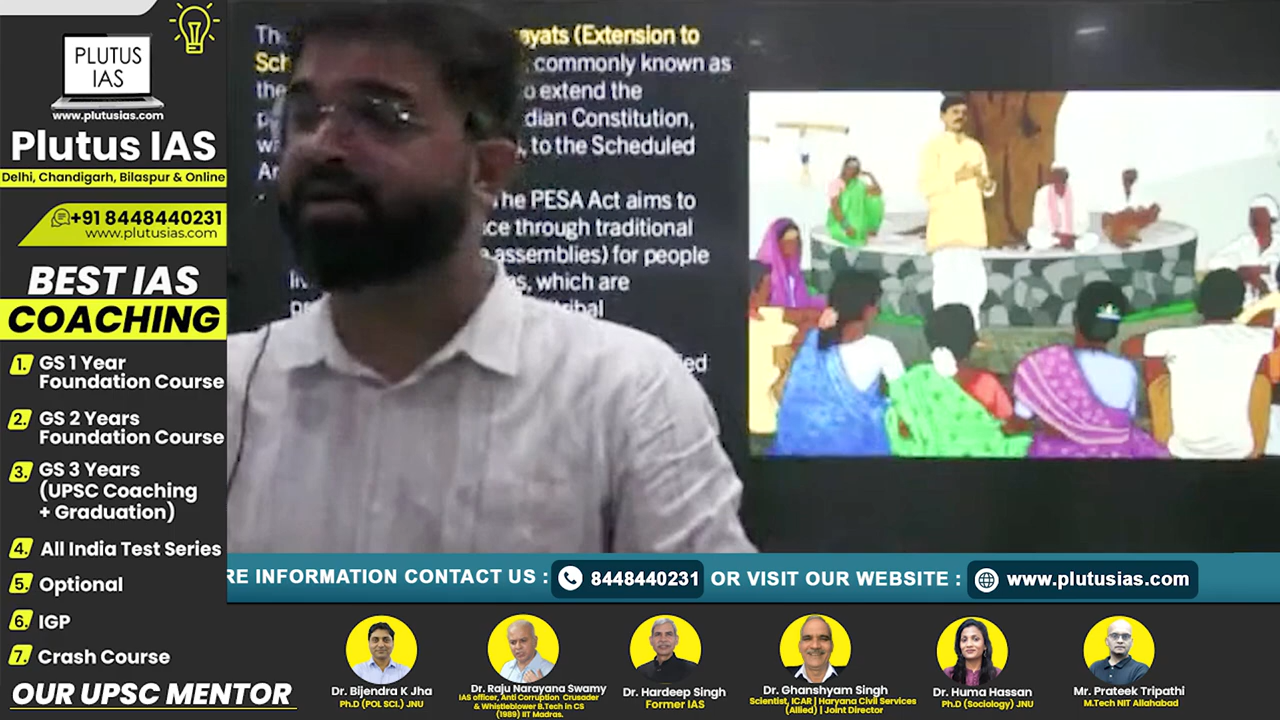 PLUTUS
IAS
www.plutusias.com
Plutus IAS
Delhi, Chandigarh, Bilaspur & Online
+91 8448440231
www.plutusias.com
BEST IAS
COACHING
1. GS 1 Year
Foundation Course
2. GS 2 Years
Foundation Course
3. GS 3 Years
(UPSC Coaching
+ Graduation)
4. All India Test Series
5. Optional
6. IGP
7. Crash Course
OUR UPSC MENTOR
(Extension to
commonly known as
the o extend the
dian Constitution,
, to the Scheduled
The PESA Act aims to
through traditional
assemblies) for people
, which are
RE INFORMATION CONTACT US : 8448440231 OR VISIT OUR WEBSITE : www.plutusias.com
Dr. Bijendra K Jha
Ph.D (POL SCI.) JNU
Dr. Raju Narayana Swamy
IAS officer, Anti Corruption Crusader
& Whistleblower B.Tech in CS
(1989) IIT Madras.
Dr. Hardeep Singh
Former IAS
Dr. Ghanshyam Singh
Scientist, ICAR | Haryana Civil Services
(Allied) | Joint Director
Dr. Huma Hassan
Ph.D (Sociology) JNU
Mr. Prateek Tripathi
M.Tech NIT Allahabad